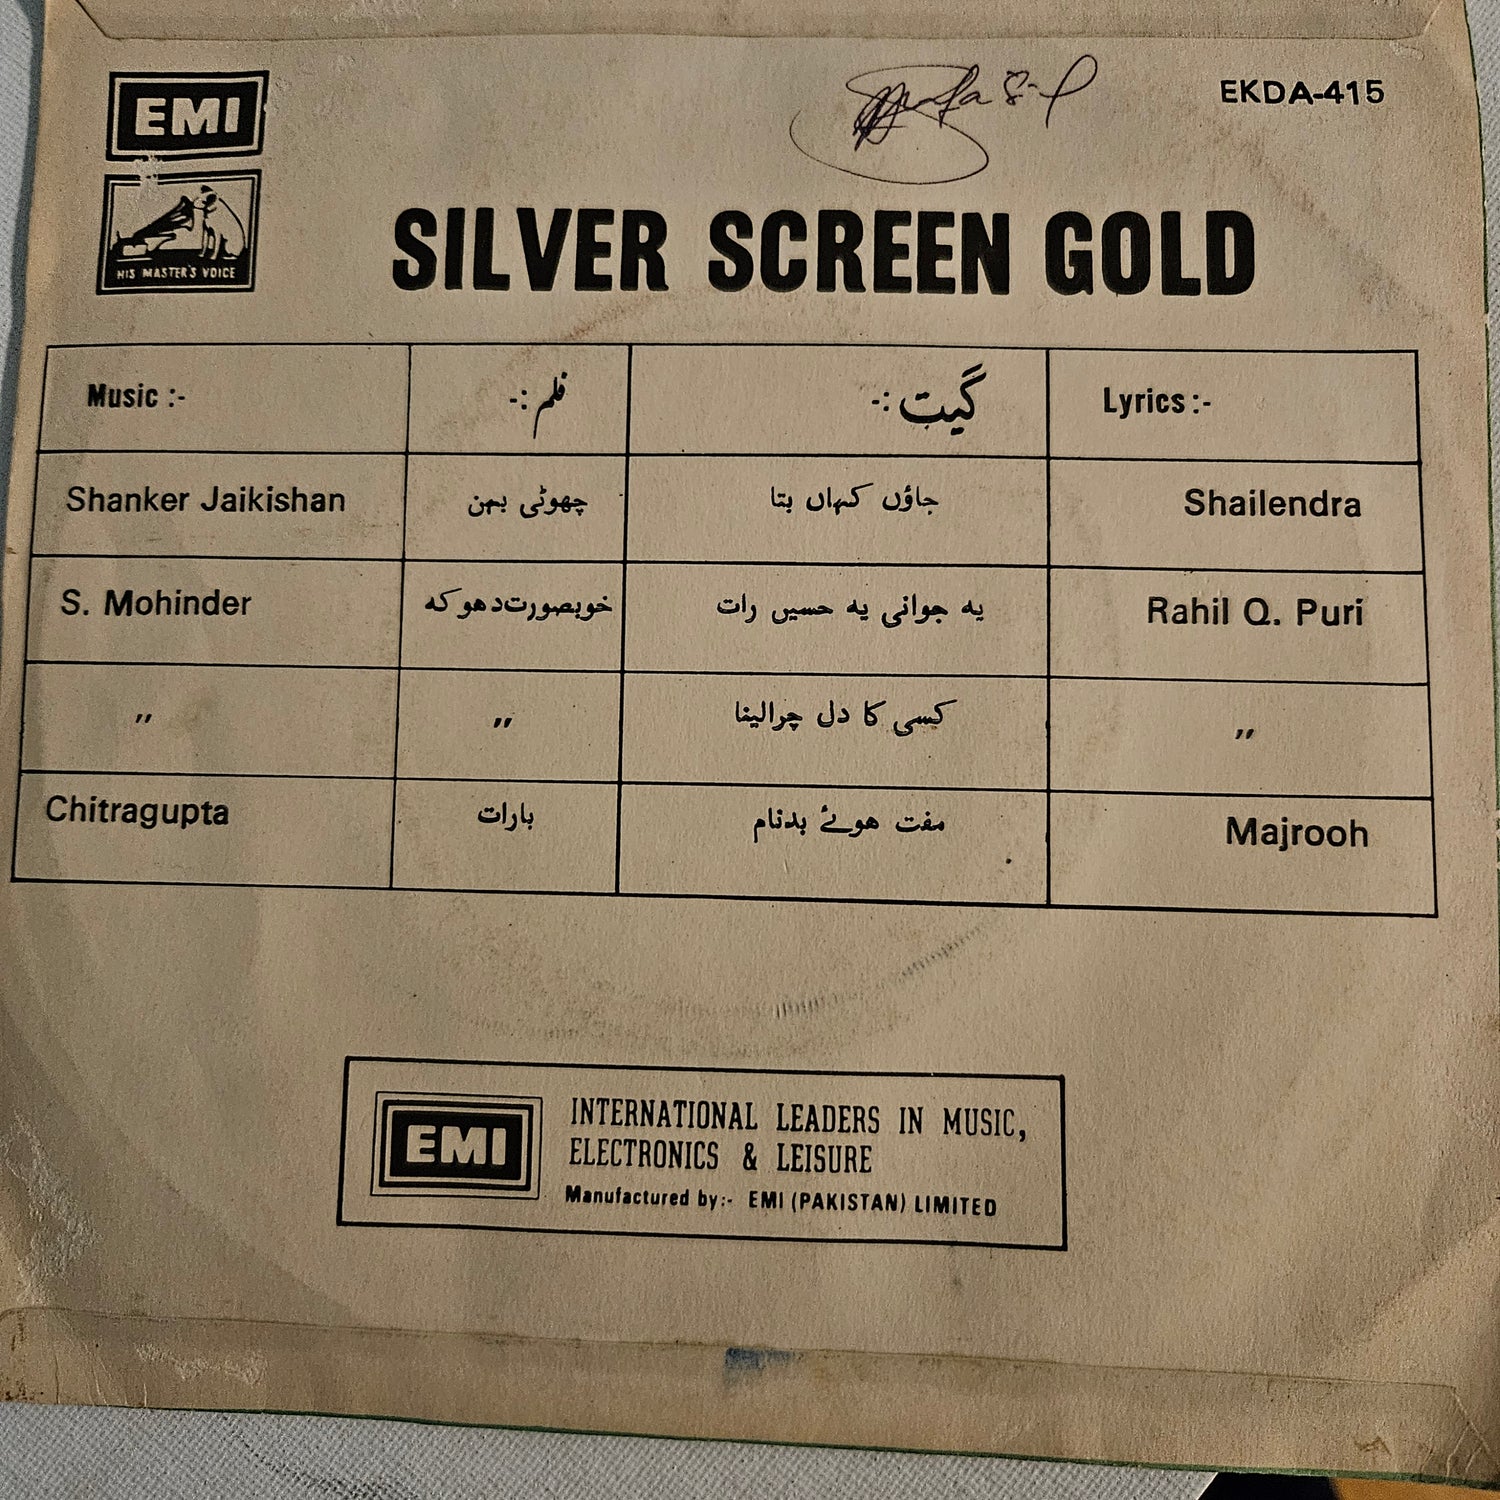 EMI
EKDA-415
HIS MASTER'S VOICE
SILVER SCREEN GOLD
Music :- فلم :- گیت :- Lyrics :-
Shanker Jaikishan چھوٹی بہن جاؤں کہاں بتا Shailendra
S. Mohinder خوبصورت دھوکہ یہ جوانی یہ حسیں رات Rahil Q. Puri
〃 〃 کسی کا دل چرالینا 〃
Chitragupta بارات مفت ہوئے بدنام Majrooh
EMI
INTERNATIONAL LEADERS IN MUSIC,
ELECTRONICS & LEISURE
Manufactured by:- EMI (PAKISTAN) LIMITED